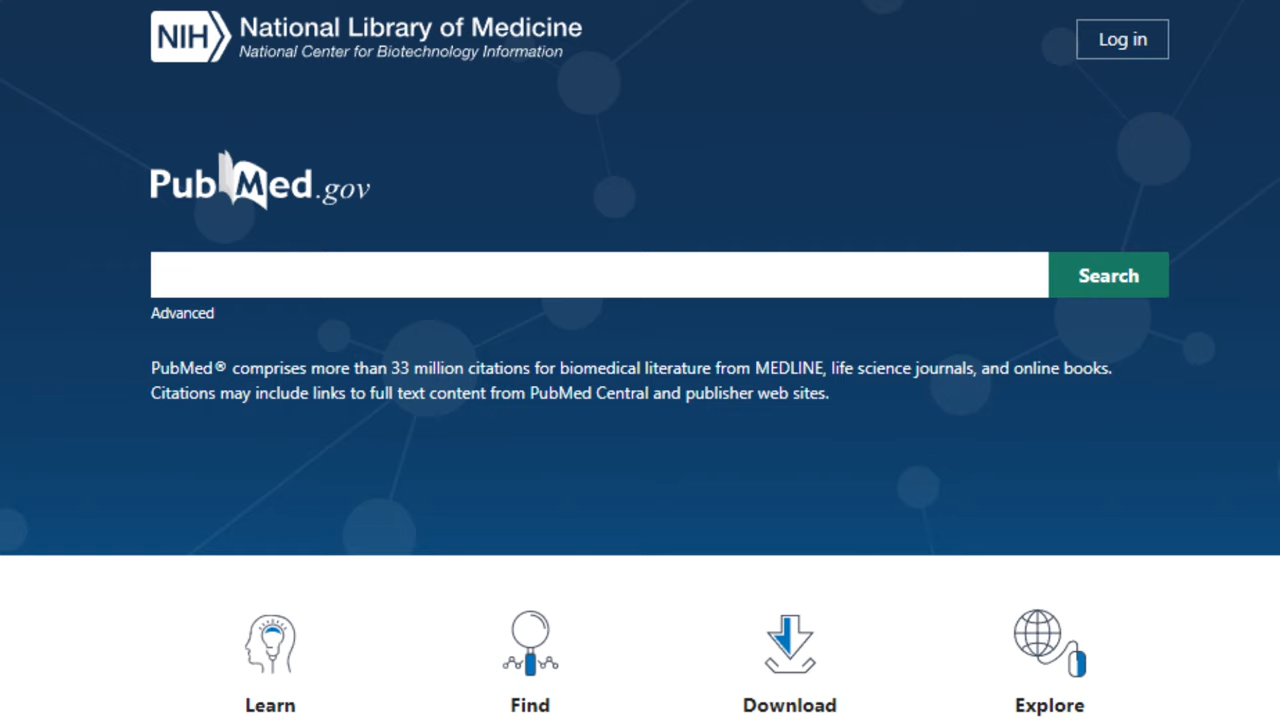 NIH National Library of Medicine
National Center for Biotechnology Information
Log in
PubMed.gov
Search
Advanced
PubMed® comprises more than 33 million citations for biomedical literature from MEDLINE, life science journals, and online books.
Citations may include links to full text content from PubMed Central and publisher web sites.
Learn
Find
Download
Explore